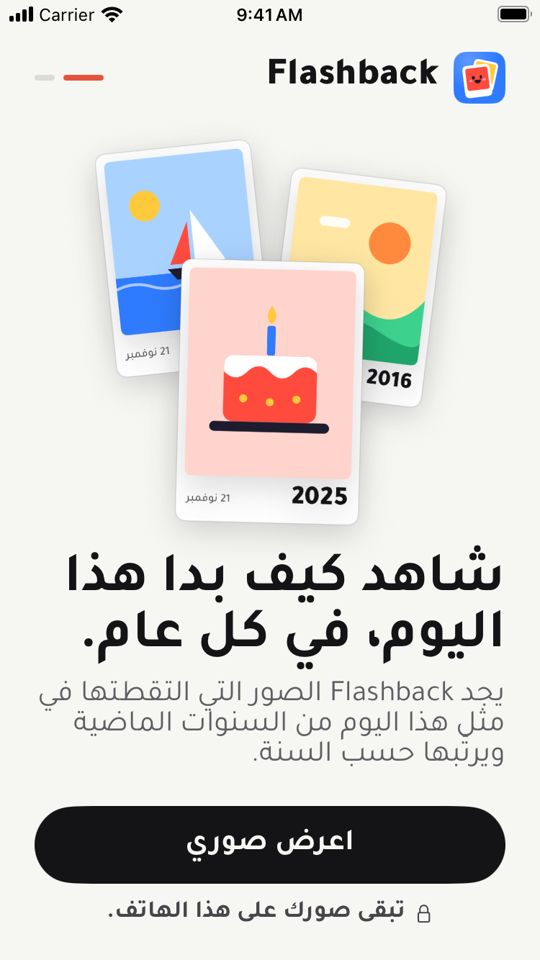 Carrier
9:41 AM
Flashback
21 نوفمبر
2016
2025
21 نوفمبر
شاهد كيف بدا هذا
اليوم، في كل عام.
يجد Flashback الصور التي التقطتها في
مثل هذا اليوم من السنوات الماضية
ويرتّبها حسب السنة.
اعرض صوري
تبقى صورك على هذا الهاتف.